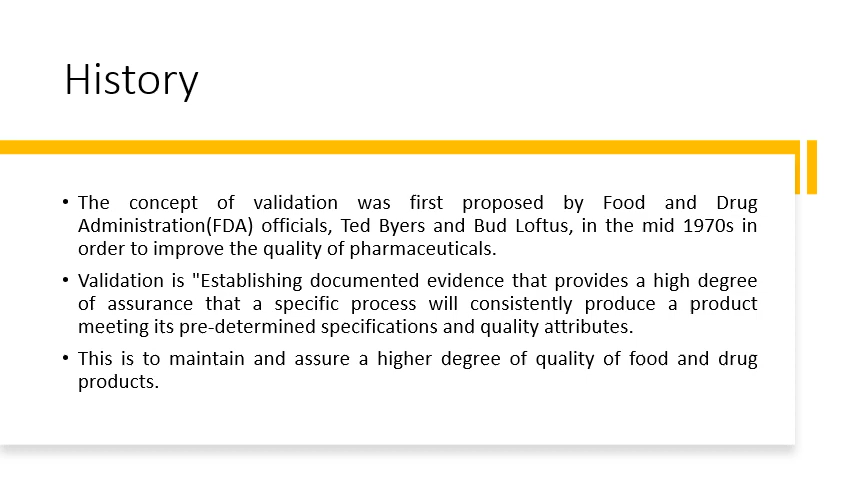 History
• The concept of validation was first proposed by Food and Drug
Administration(FDA) officials, Ted Byers and Bud Loftus, in the mid 1970s in
order to improve the quality of pharmaceuticals.
• Validation is "Establishing documented evidence that provides a high degree
of assurance that a specific process will consistently produce a product
meeting its pre-determined specifications and quality attributes.
• This is to maintain and assure a higher degree of quality of food and drug
products.